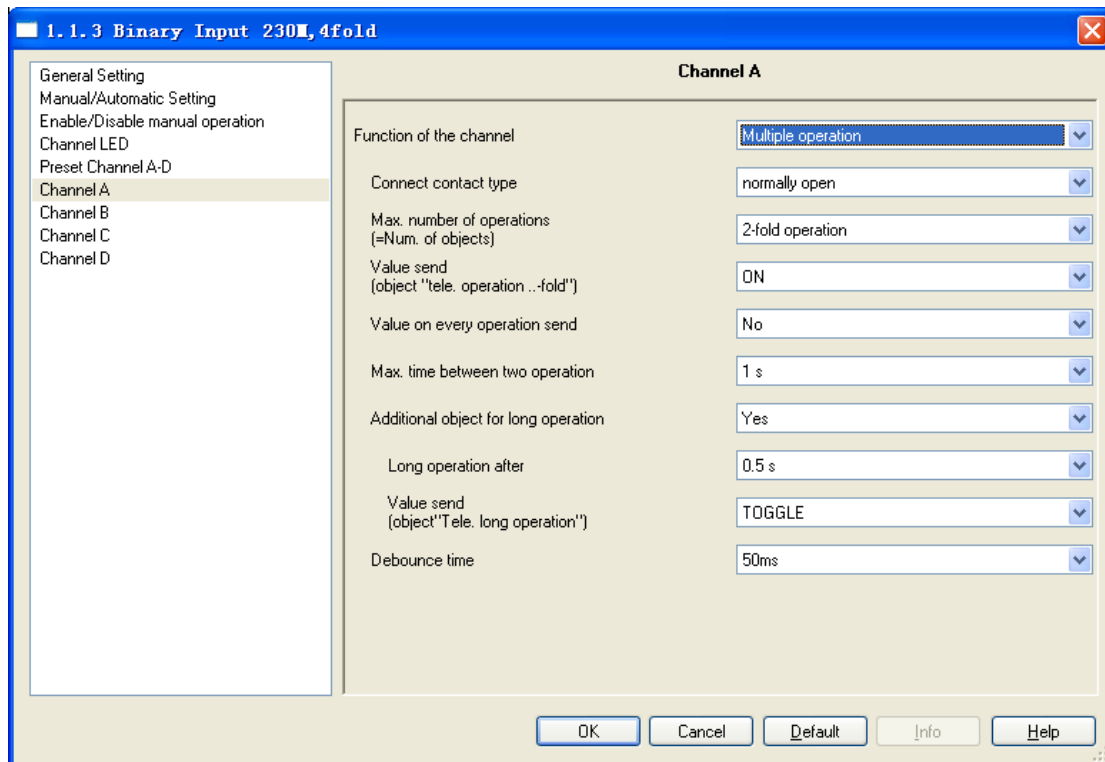 1.1.3 Binary Input 230M,4fold
General Setting
Manual/Automatic Setting
Enable/Disable manual operation
Channel LED
Preset Channel A-D
Channel A
Channel B
Channel C
Channel D
Channel A
Function of the channel Multiple operation
Connect contact type normally open
Max. number of operations
(=Num. of objects) 2-fold operation
Value send
(object "tele. operation ..-fold") ON
Value on every operation send No
Max. time between two operation 1 s
Additional object for long operation Yes
Long operation after 0.5 s
Value send
(object"Tele. long operation") TOGGLE
Debounce time 50ms
OK Cancel Default Info Help